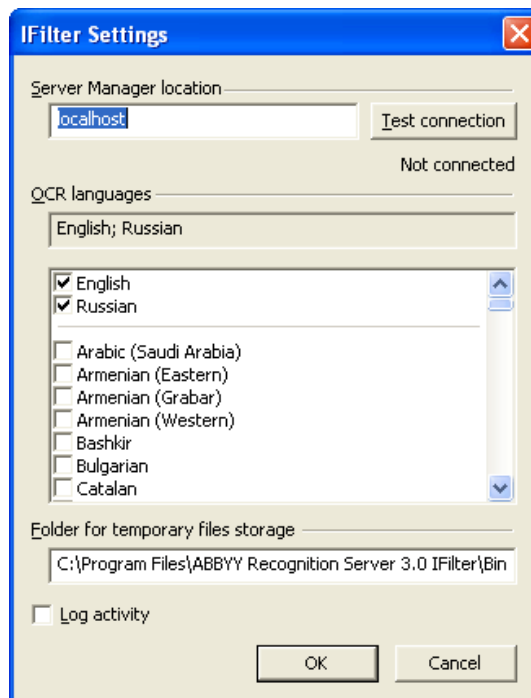 IFilter Settings
Server Manager location
localhost
Test connection
Not connected
OCR languages
English; Russian
English
Russian
Arabic (Saudi Arabia)
Armenian (Eastern)
Armenian (Grabar)
Armenian (Western)
Bashkir
Bulgarian
Catalan
Folder for temporary files storage
C:\Program Files\ABBYY Recognition Server 3.0 IFilter\Bin
Log activity
OK
Cancel